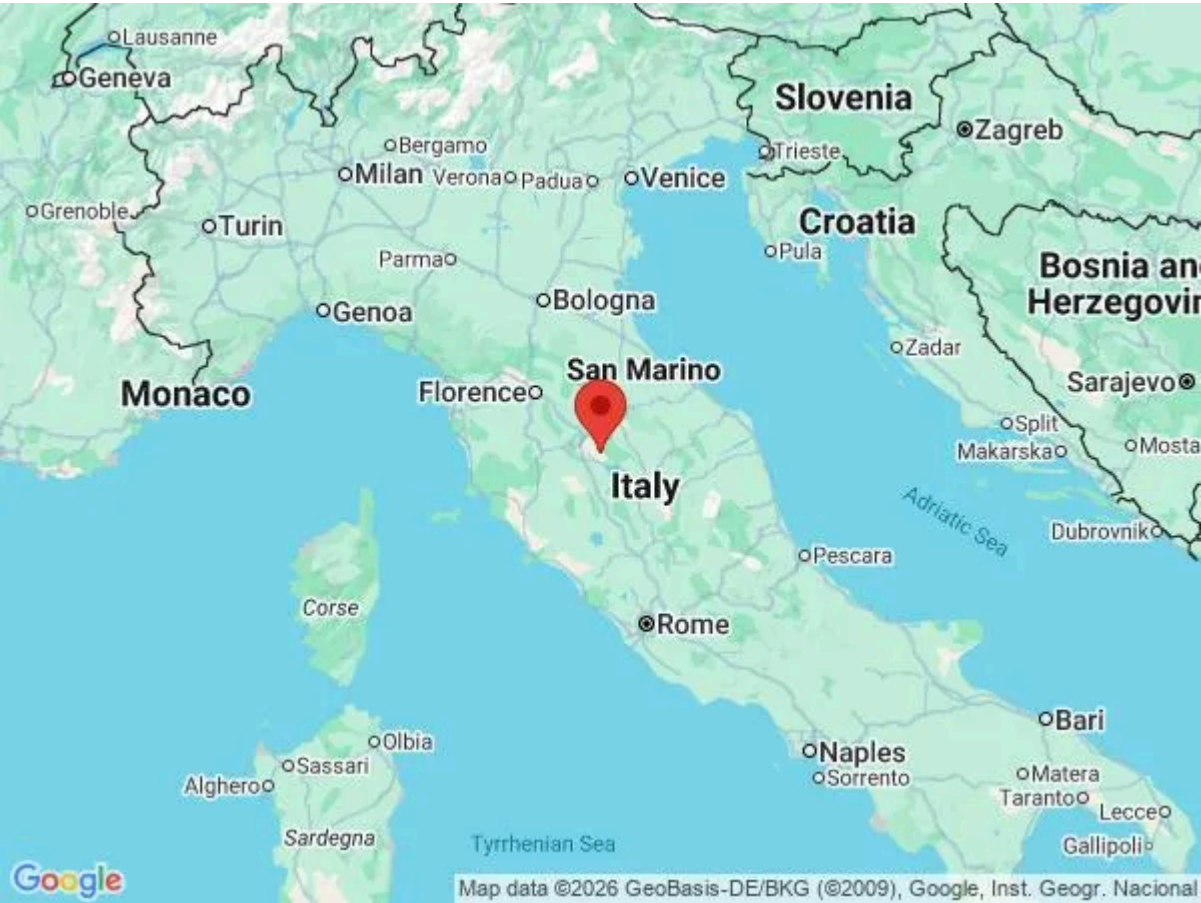 Lausanne
Geneva
Slovenia
Zagreb
Bergamo
Trieste
Milan
Verona
Padua
Venice
Grenoble
Turin
Croatia
Pula
Parma
Bosnia an
Herzegovin
Bologna
Genoa
Zadar
San Marino
Sarajevo
Monaco
Florence
Split
Makarska
Mosta
Italy
Adriatic Sea
Dubrovnik
Pescara
Corse
Rome
Bari
Olbia
Naples
Sassari
Sorrento
Matera
Alghero
Taranto
Lecce
Sardegna
Tyrrhenian Sea
Gallipoli
Google
Map data ©2026 GeoBasis-DE/BKG (©2009), Google, Inst. Geogr. Nacional